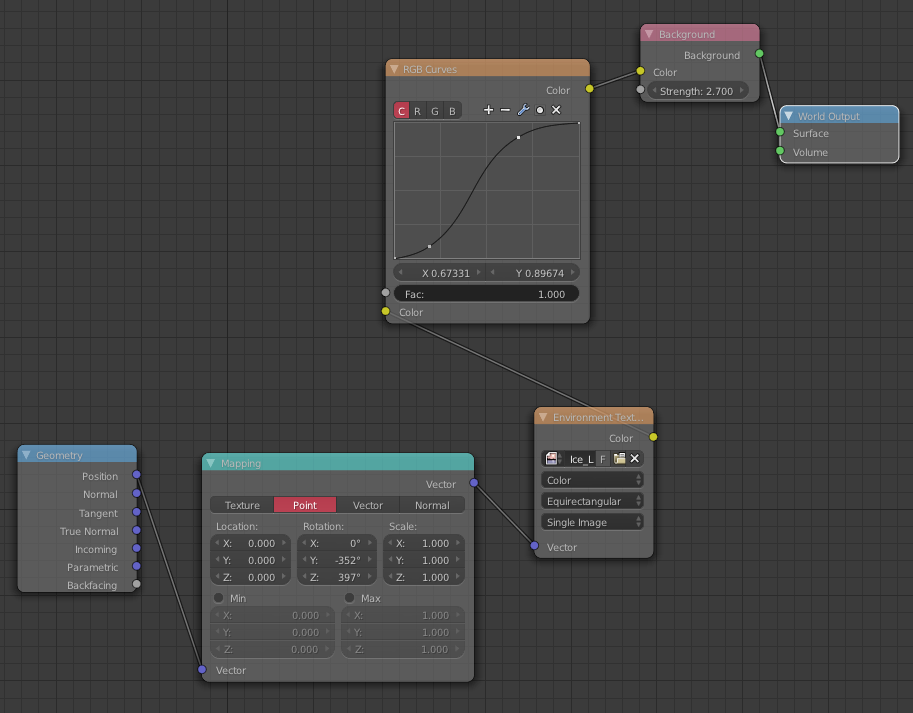 Background
Background
Color
Strength: 2.700
World Output
Surface
Volume
RGB Curves
Color
C R G B
X 0.67331 Y 0.89674
Fac: 1.000
Color
Environment Text...
Color
Ice_L F
Color
Equirectangular
Single Image
Vector
Geometry
Position
Normal
Tangent
True Normal
Incoming
Parametric
Backfacing
Mapping
Vector
Texture Point Vector Normal
Location: Rotation: Scale:
X: 0.000 X: 0° X: 1.000
Y: 0.000 Y: -352° Y: 1.000
Z: 0.000 Z: 397° Z: 1.000
Min Max
X: 0.000 X: 1.000
Y: 0.000 Y: 1.000
Z: 0.000 Z: 1.000
Vector